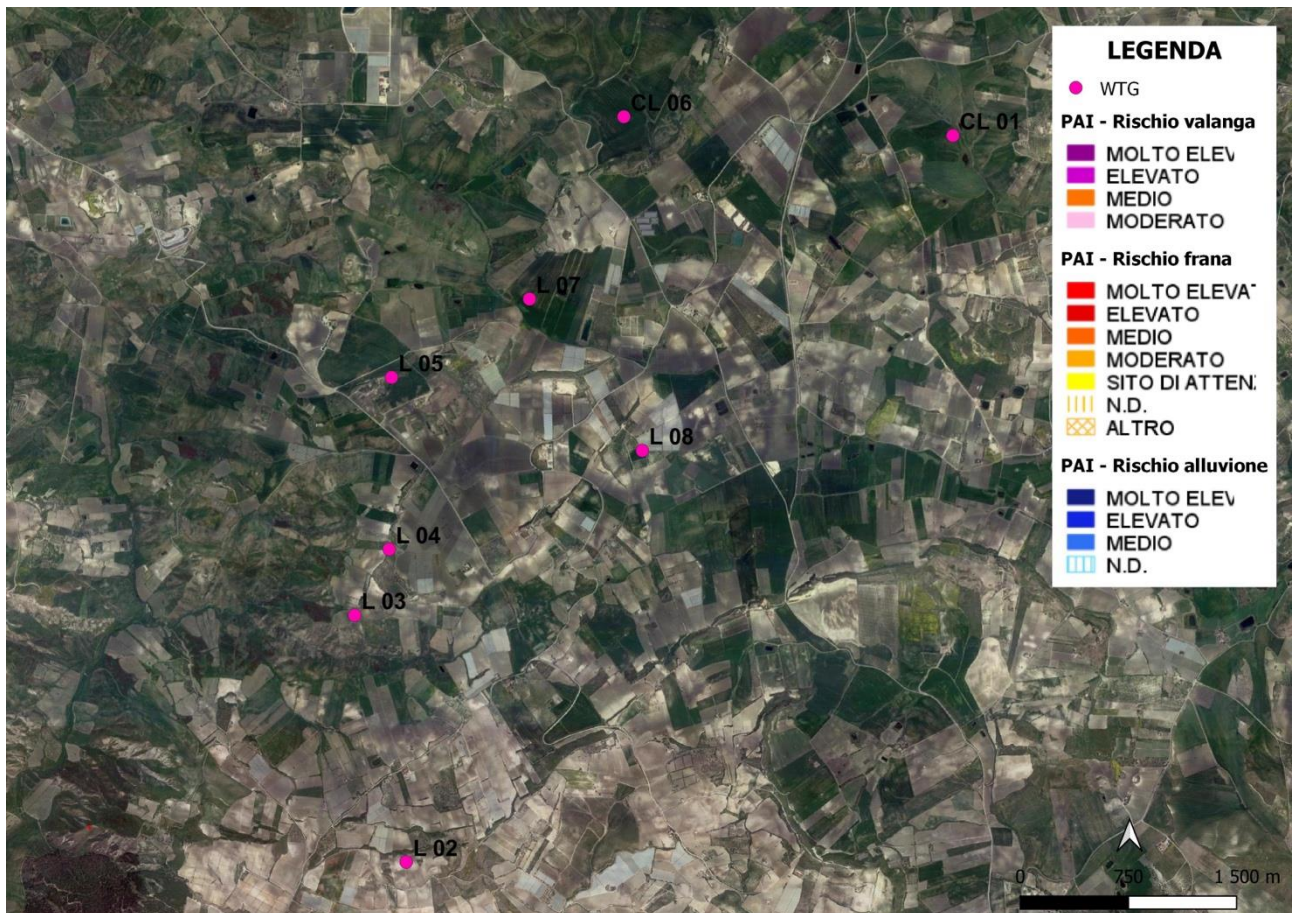 LEGENDA
WTG
PAI - Rischio valanga
MOLTO ELEV
ELEVATO
MEDIO
MODERATO
PAI - Rischio frana
MOLTO ELEVA
ELEVATO
MEDIO
MODERATO
SITO DI ATTEN
N.D.
ALTRO
PAI - Rischio alluvione
MOLTO ELEV
ELEVATO
MEDIO
N.D.
CL 06
CL 01
L 07
L 05
L 08
L 04
L 03
L 02
0 750 1 500 m